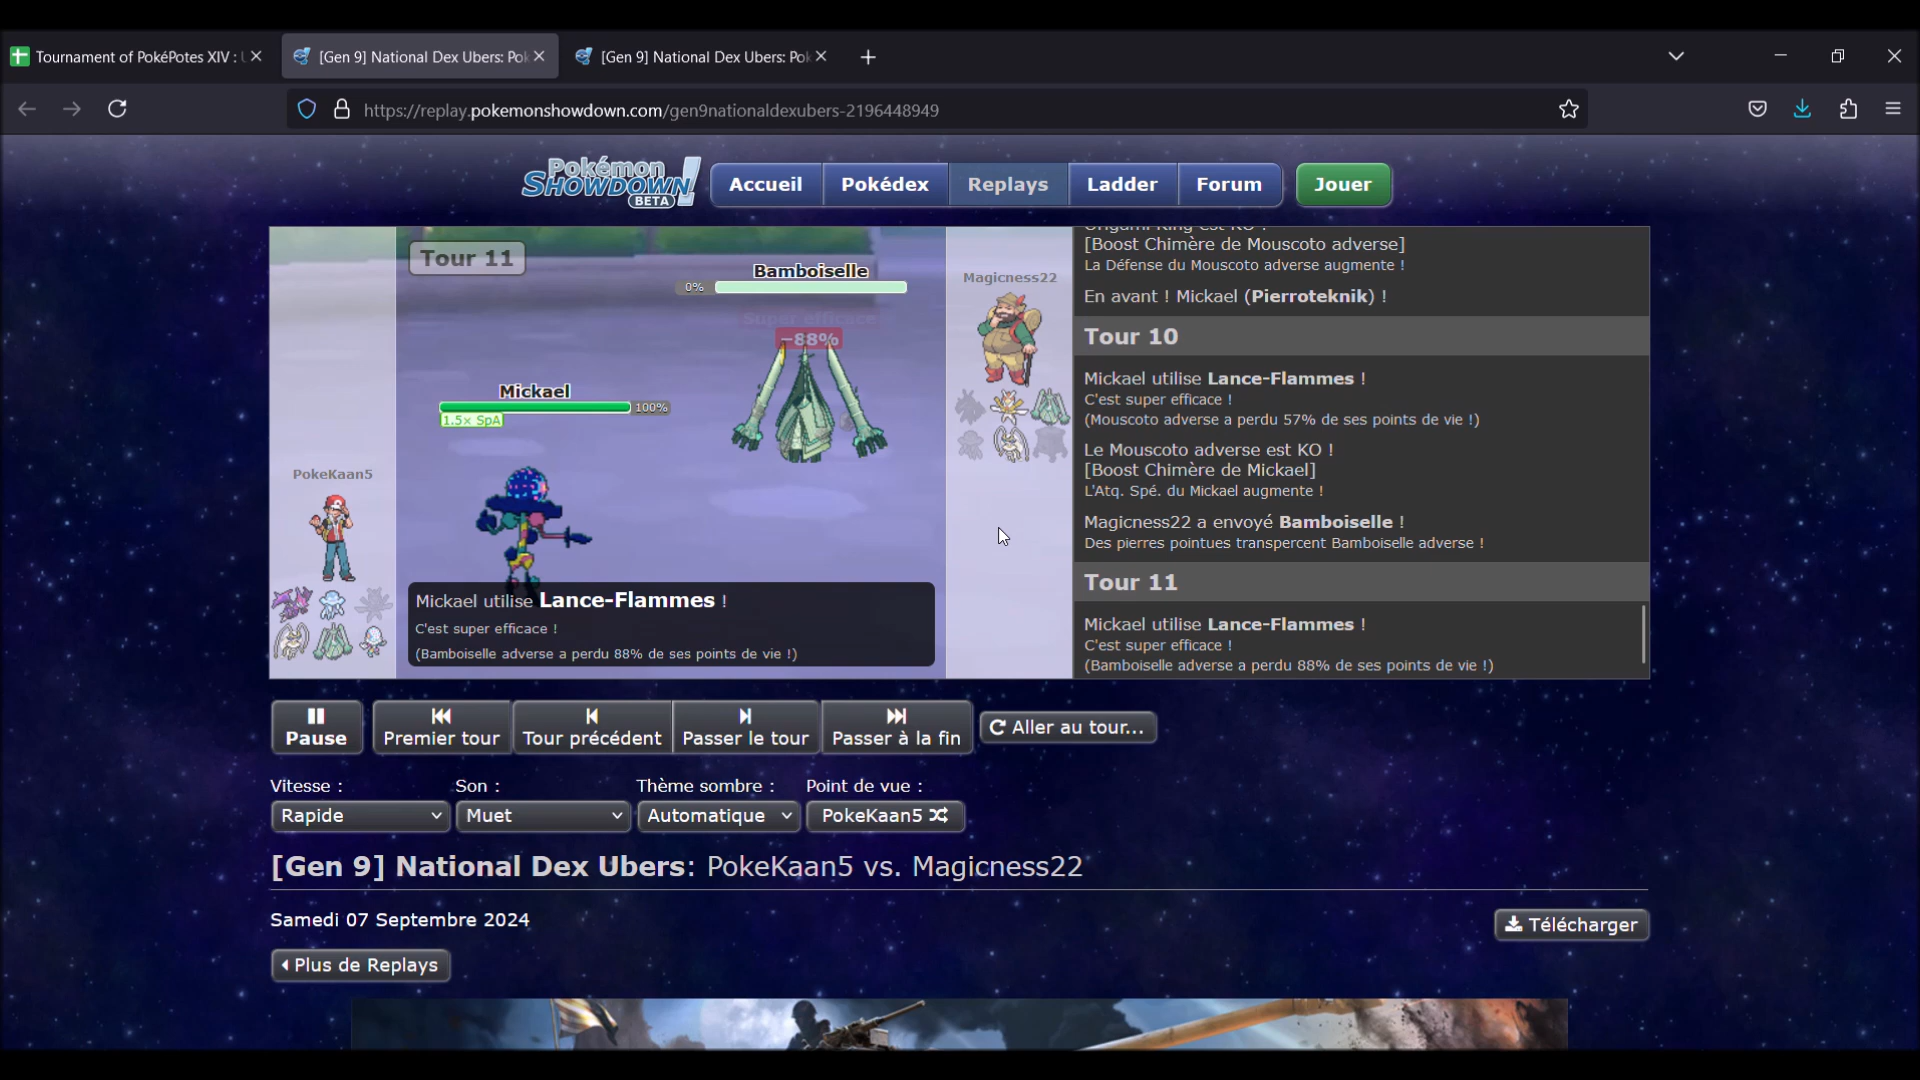 Tournament of PokéPotes XIV :
[Gen 9] National Dex Ubers: Pok
[Gen 9] National Dex Ubers: Pok
https://replay.pokemonshowdown.com/gen9nationaldexubers-2196448949
Pokémon
SHOWDOWN!
BETA
Accueil
Pokédex
Replays
Ladder
Forum
Jouer
Tour 11
Bamboiselle
0%
Super efficace
−88%
Mickael
100%
1.5× SpA
PokeKaan5
Magicness22
Mickael utilise Lance-Flammes !
C'est super efficace !
(Bamboiselle adverse a perdu 88% de ses points de vie !)
Origami King est KO !
[Boost Chimère de Mouscoto adverse]
La Défense du Mouscoto adverse augmente !
En avant ! Mickael (Pierroteknik) !
Tour 10
Mickael utilise Lance-Flammes !
C'est super efficace !
(Mouscoto adverse a perdu 57% de ses points de vie !)
Le Mouscoto adverse est KO !
[Boost Chimère de Mickael]
L'Atq. Spé. du Mickael augmente !
Magicness22 a envoyé Bamboiselle !
Des pierres pointues transpercent Bamboiselle adverse !
Tour 11
Mickael utilise Lance-Flammes !
C'est super efficace !
(Bamboiselle adverse a perdu 88% de ses points de vie !)
Pause
Premier tour
Tour précédent
Passer le tour
Passer à la fin
Aller au tour...
Vitesse :
Son :
Thème sombre :
Point de vue :
Rapide
Muet
Automatique
PokeKaan5
[Gen 9] National Dex Ubers: PokeKaan5 vs. Magicness22
Samedi 07 Septembre 2024
Télécharger
Plus de Replays